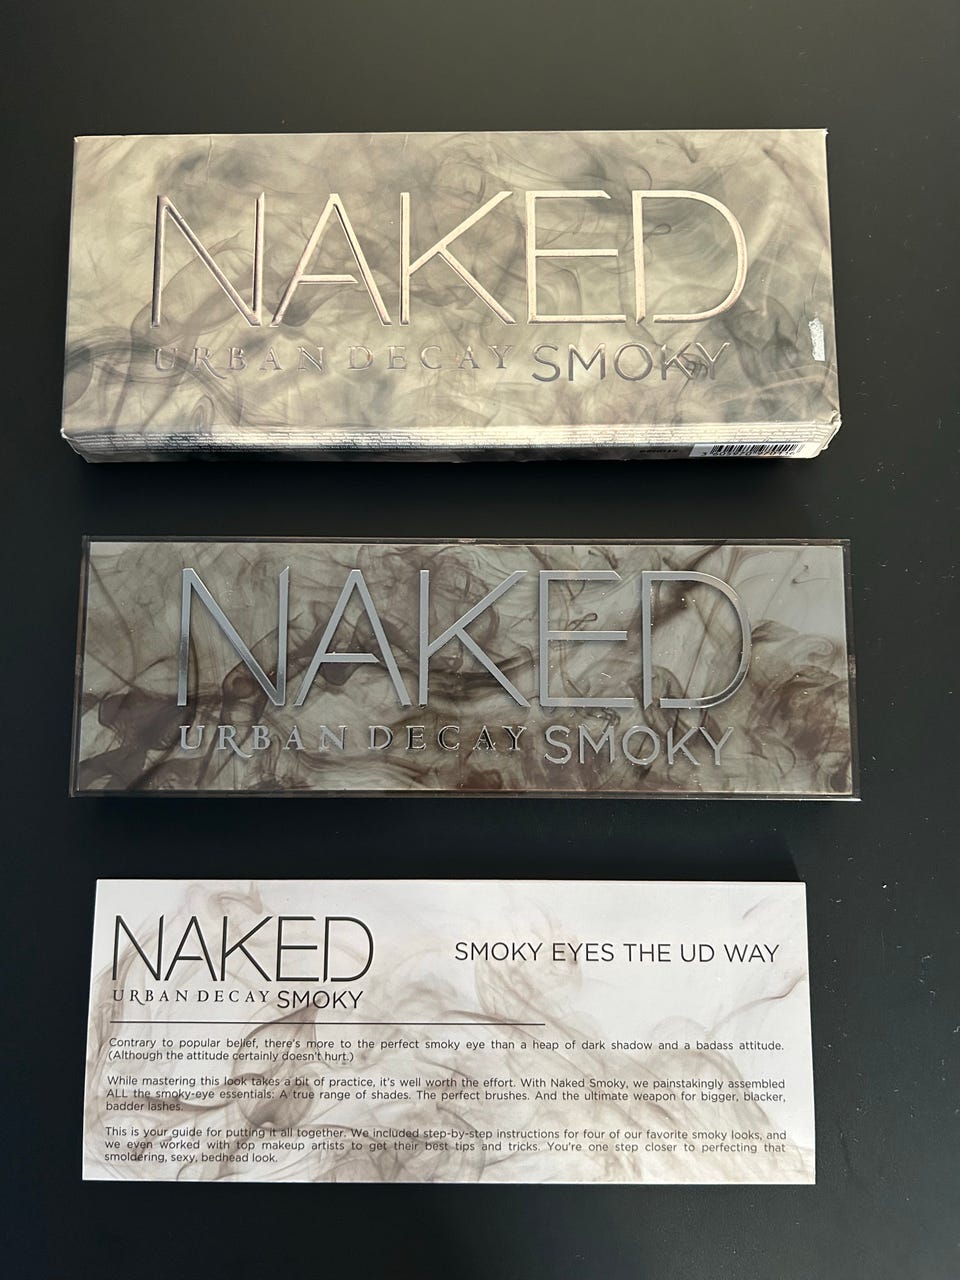 NAKED
URBAN DECAY SMOKY
NAKED
URBAN DECAY SMOKY
NAKED
URBAN DECAY SMOKY
SMOKY EYES THE UD WAY
Contrary to popular belief, there's more to the perfect smoky eye than a heap of dark shadow and a badass attitude.
(Although the attitude certainly doesn't hurt.)
While mastering this look takes a bit of practice, it's well worth the effort. With Naked Smoky, we painstakingly assembled
ALL the smoky-eye essentials: A true range of shades. The perfect brushes. And the ultimate weapon for bigger, blacker,
badder lashes.
This is your guide for putting it all together. We included step-by-step instructions for four of our favorite smoky looks, and
we even worked with top makeup artists to get their best tips and tricks. You're one step closer to perfecting that
smoldering, sexy, bedhead look.